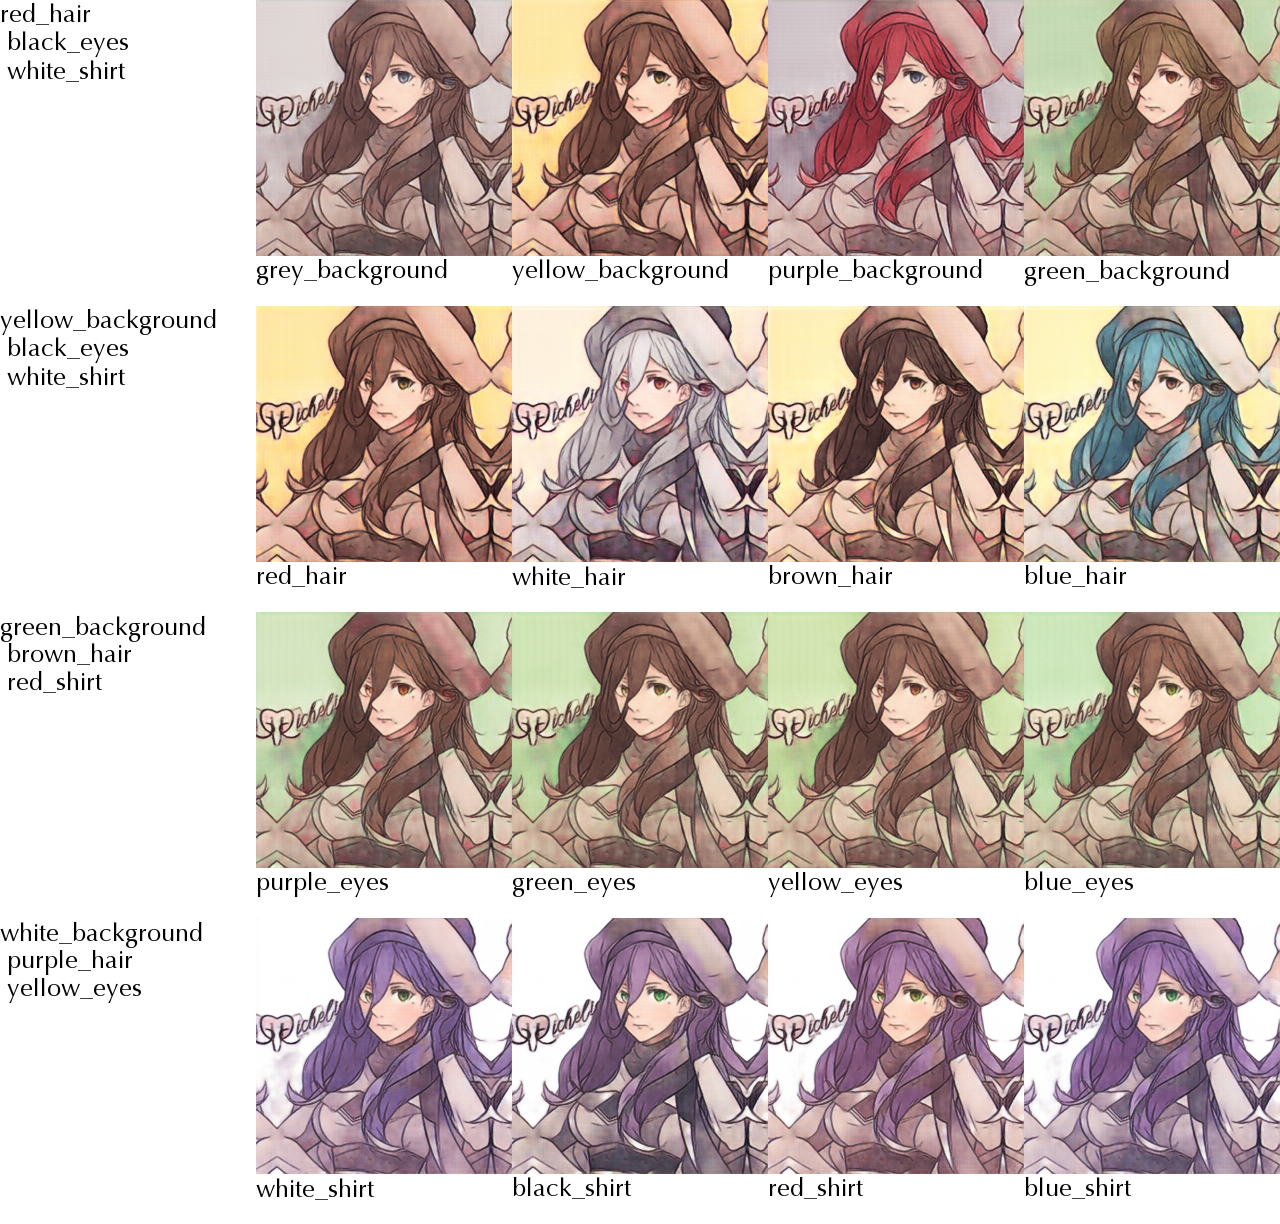 red_hair
black_eyes
white_shirt
grey_background
yellow_background
purple_background
green_background
yellow_background
black_eyes
white_shirt
red_hair
white_hair
brown_hair
blue_hair
green_background
brown_hair
red_shirt
purple_eyes
green_eyes
yellow_eyes
blue_eyes
white_background
purple_hair
yellow_eyes
white_shirt
black_shirt
red_shirt
blue_shirt